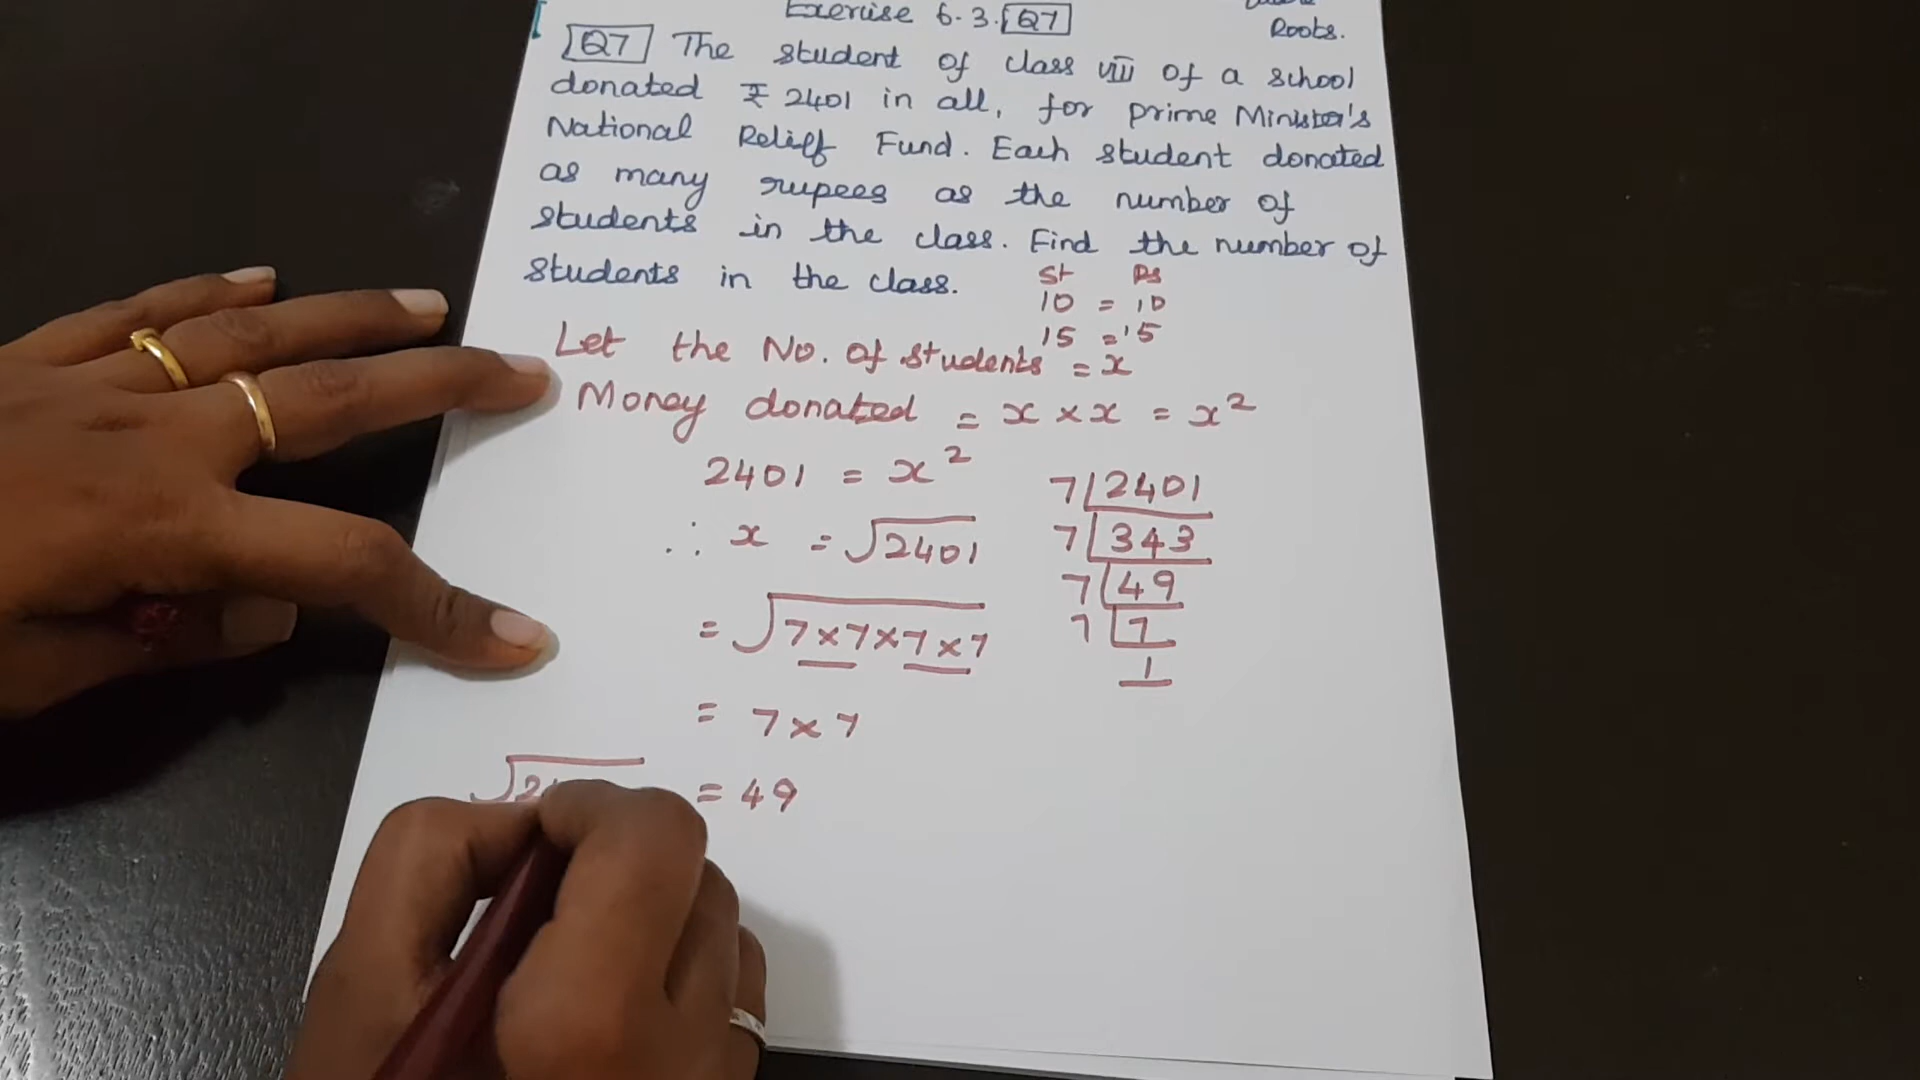 Exercise 6.3. Q7
Roots.
Q7 The student of class VIII of a school
donated ₹ 2401 in all, for prime Minister's
National Relieff Fund. Each student donated
as many rupees as the number of
students in the class. Find the number of
students in the class.
St Rs
10 = 10
15 = 15
Let the No. of students = x
Money donated = x × x = x²
2401 = x²
∴ x = √2401
= √7×7×7×7
= 7×7
= 49
7 2401
7 343
7 49
7 7
1